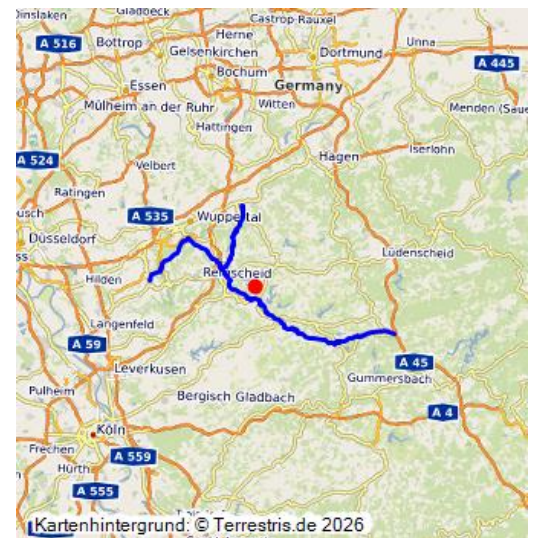 Dinslaken
Gladbeck
Castrop-Rauxel
Herne
A 516
Bottrop
Gelsenkirchen
Dortmund
Unna
A 445
Essen
Bochum
Germany
Mülheim an der Ruhr
Witten
Menden (Saue
Hattingen
A 524
Velbert
Hagen
Iserlohn
Ratingen
A 535
Wuppertal
Düsseldorf
Lüdenscheid
Hilden
Remscheid
Langenfeld
A 59
Leverkusen
A 45
Gummersbach
Pulheim
Bergisch Gladbach
A 4
Köln
Frechen
A 559
Hürth
A 555
Kartenhintergrund: © Terrestris.de 2026